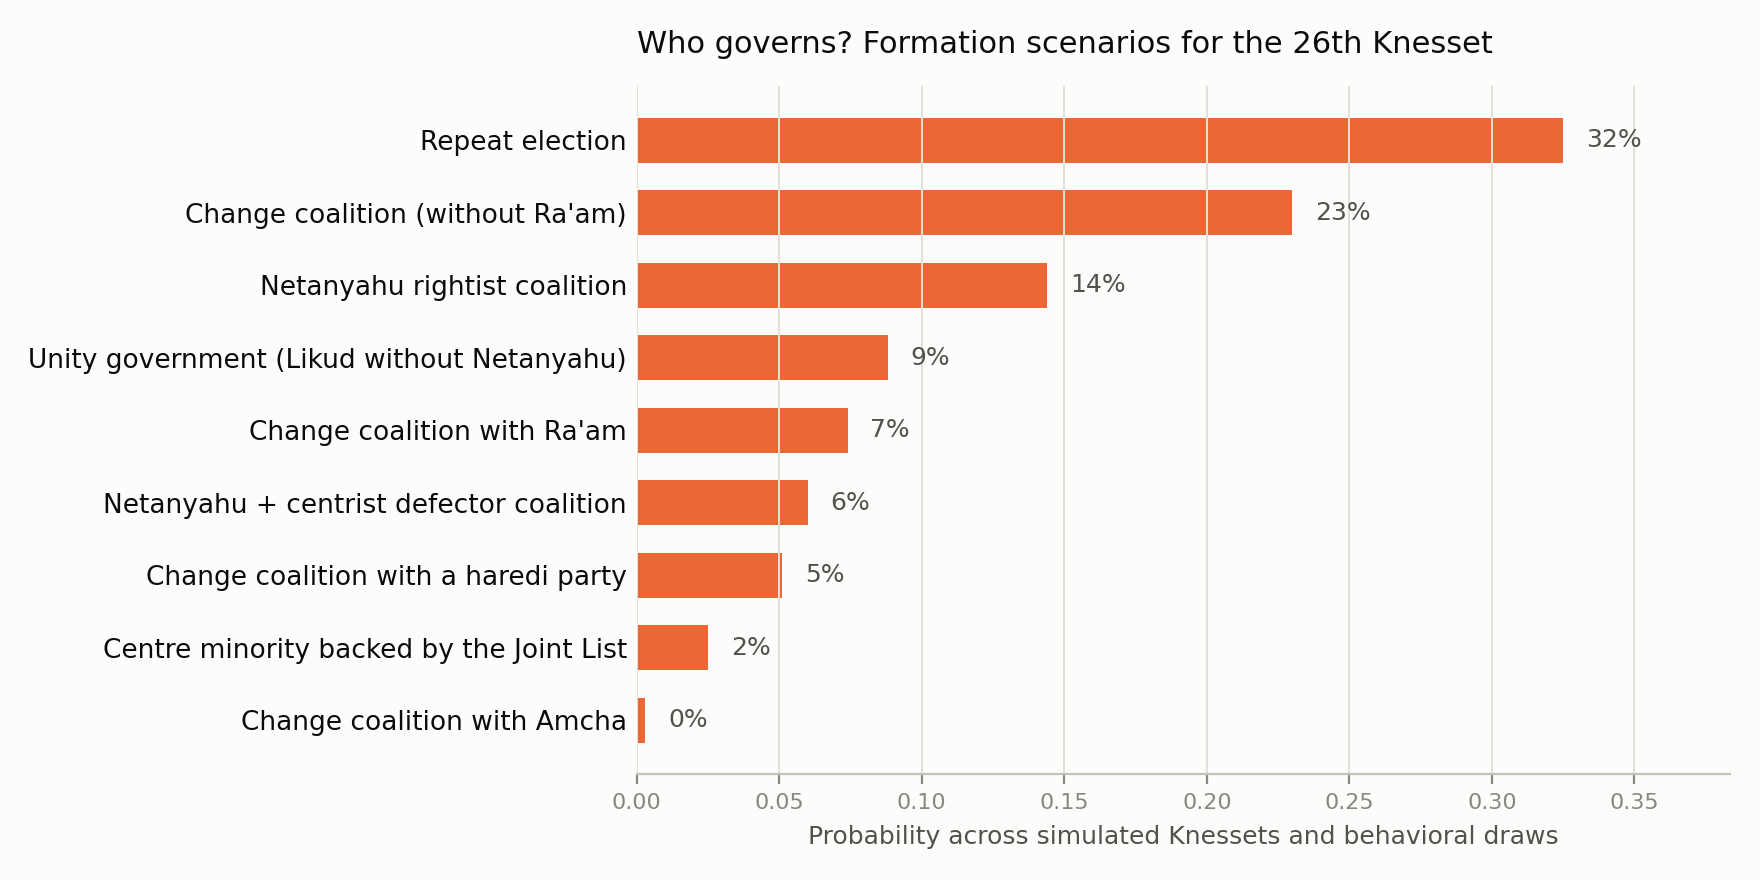 Who governs? Formation scenarios for the 26th Knesset
Repeat election 32%
Change coalition (without Ra'am) 23%
Netanyahu rightist coalition 14%
Unity government (Likud without Netanyahu) 9%
Change coalition with Ra'am 7%
Netanyahu + centrist defector coalition 6%
Change coalition with a haredi party 5%
Centre minority backed by the Joint List 2%
Change coalition with Amcha 0%
0.00 0.05 0.10 0.15 0.20 0.25 0.30 0.35
Probability across simulated Knessets and behavioral draws